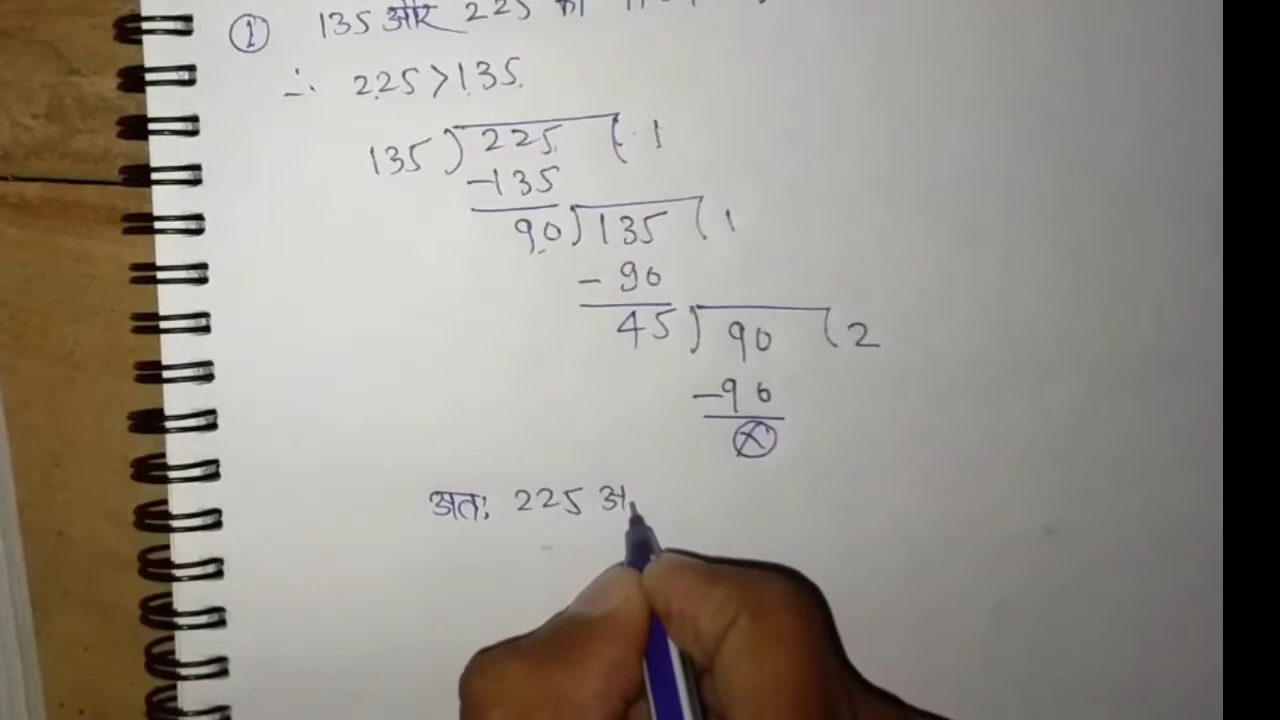 ① 135 और 225 का
∴ 225 > 135
135 ) 225 ( 1
-135
90 ) 135 ( 1
- 90
45 ) 90 ( 2
-90
×
अतः 225 अ